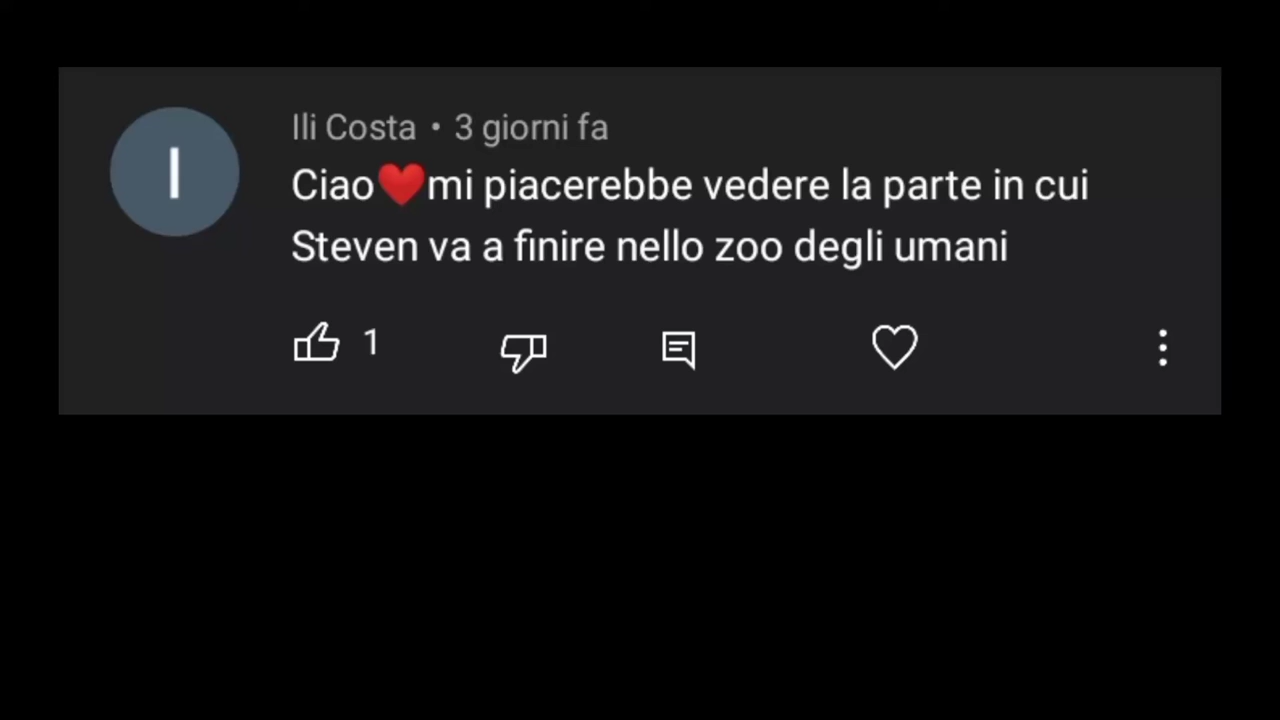 I
Ili Costa • 3 giorni fa
Ciao❤️mi piacerebbe vedere la parte in cui
Steven va a finire nello zoo degli umani
1